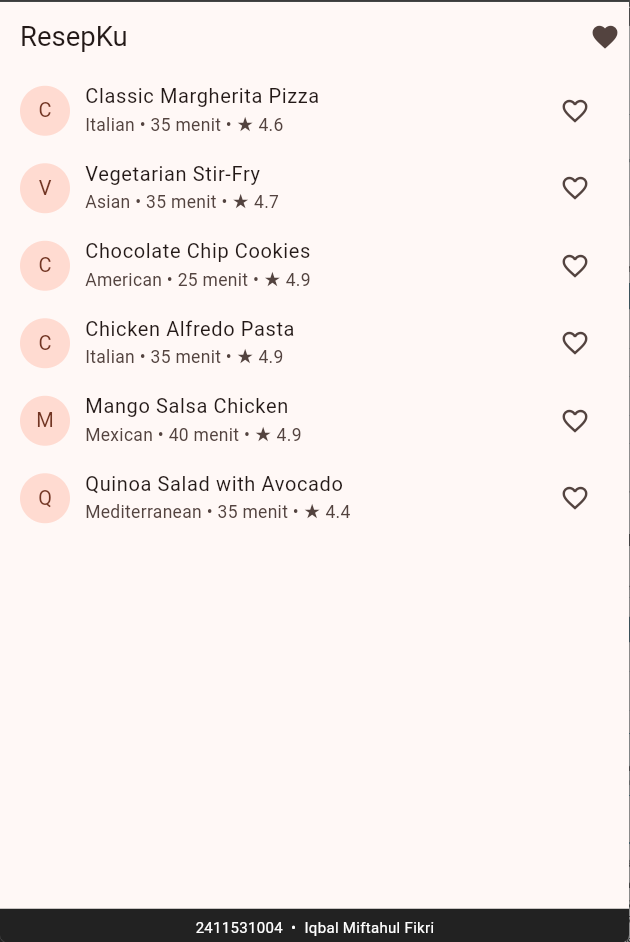 ResepKu
C
Classic Margherita Pizza
Italian • 35 menit • ★ 4.6
V
Vegetarian Stir-Fry
Asian • 35 menit • ★ 4.7
C
Chocolate Chip Cookies
American • 25 menit • ★ 4.9
C
Chicken Alfredo Pasta
Italian • 35 menit • ★ 4.9
M
Mango Salsa Chicken
Mexican • 40 menit • ★ 4.9
Q
Quinoa Salad with Avocado
Mediterranean • 35 menit • ★ 4.4
2411531004 • Iqbal Miftahul Fikri